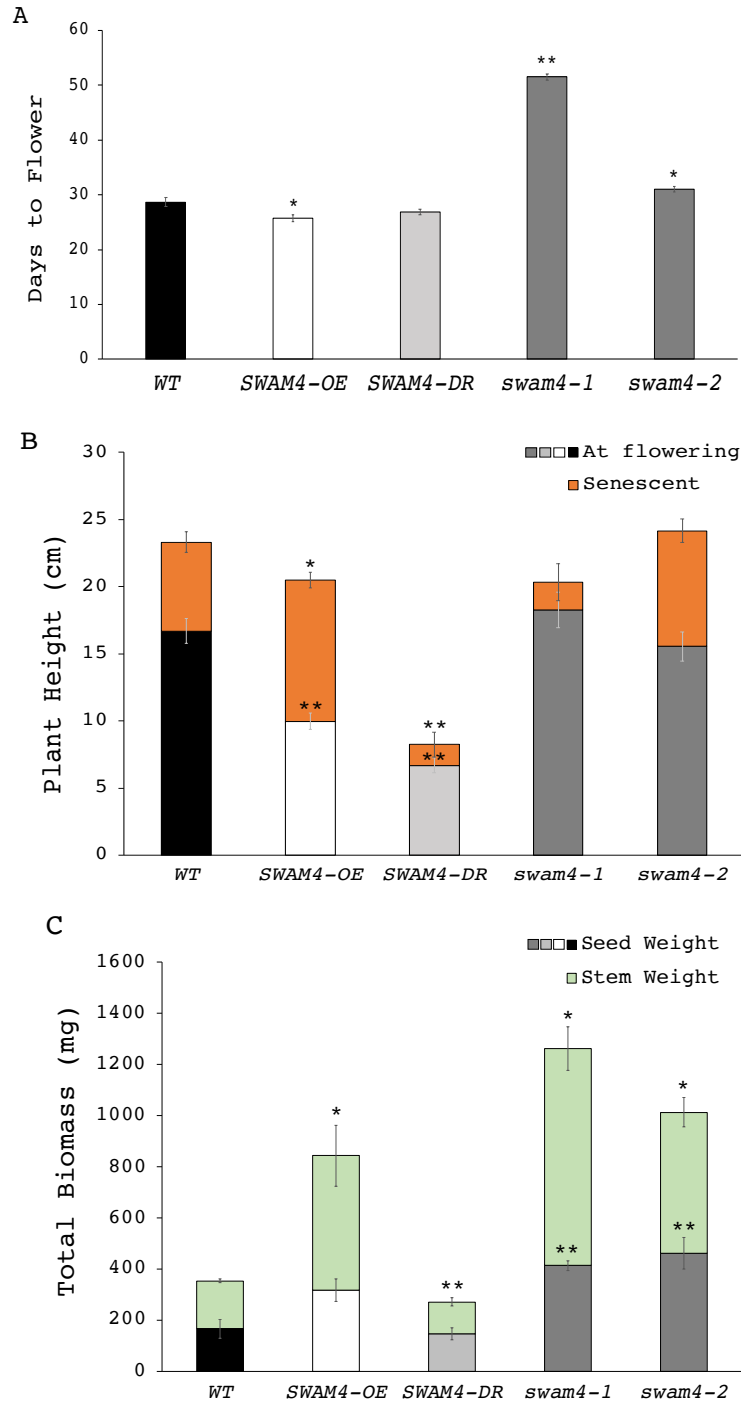 A
Days to Flower
60
50
40
30
20
10
0
*
**
*
WT
SWAM4-OE
SWAM4-DR
swam4-1
swam4-2
B
Plant Height (cm)
30
25
20
15
10
5
0
At flowering
Senescent
*
**
**
**
WT
SWAM4-OE
SWAM4-DR
swam4-1
swam4-2
C
Total Biomass (mg)
1600
1400
1200
1000
800
600
400
200
0
Seed Weight
Stem Weight
*
**
*
**
*
**
WT
SWAM4-OE
SWAM4-DR
swam4-1
swam4-2